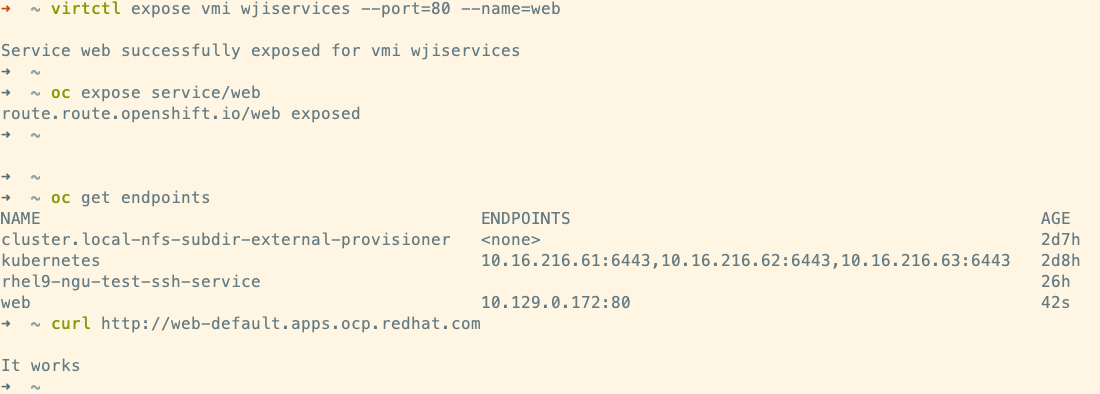 ➜  ~ virtctl expose vmi wjiservices --port=80 --name=web
Service web successfully exposed for vmi wjiservices
➜  ~
➜  ~ oc expose service/web
route.route.openshift.io/web exposed
➜  ~
➜  ~
➜  ~ oc get endpoints
NAME                                            ENDPOINTS                                               AGE
cluster.local-nfs-subdir-external-provisioner   <none>                                                  2d7h
kubernetes                                      10.16.216.61:6443,10.16.216.62:6443,10.16.216.63:6443   2d8h
rhel9-ngu-test-ssh-service                                                                              26h
web                                             10.129.0.172:80                                         42s
➜  ~ curl http://web-default.apps.ocp.redhat.com
It works
➜  ~